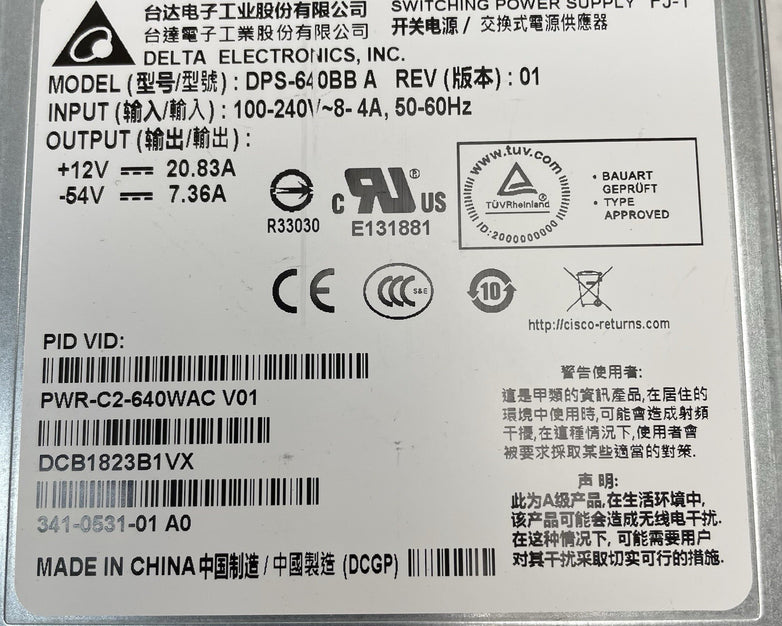 台达电子工业股份有限公司
SWITCHING POWER SUPPLY PJ-1
台達電子工業股份有限公司
开关电源 / 交換式電源供應器
DELTA ELECTRONICS, INC.
MODEL (型号/型號) : DPS-640BB A REV (版本) : 01
INPUT (输入/輸入) : 100-240V~8- 4A, 50-60Hz
OUTPUT (输出/輸出) :
+12V ⎓ 20.83A
-54V ⎓ 7.36A
R33030
c RU ® US
E131881
www.tuv.com
TÜVRheinland®
ID:2000000000
• BAUART
GEPRÜFT
• TYPE
APPROVED
CE
CCC S&E
10
http://cisco-returns.com
PID VID:
PWR-C2-640WAC V01
DCB1823B1VX
341-0531-01 A0
MADE IN CHINA 中国制造 / 中國製造 (DCGP)
警告使用者:
這是甲類的資訊產品,在居住的
環境中使用時,可能會造成射頻
干擾,在這種情況下,使用者會
被要求採取某些適當的對策.
声 明:
此为A级产品,在生活环境中,
该产品可能会造成无线电干扰.
在这种情况下, 可能需要用户
对其干扰采取切实可行的措施.